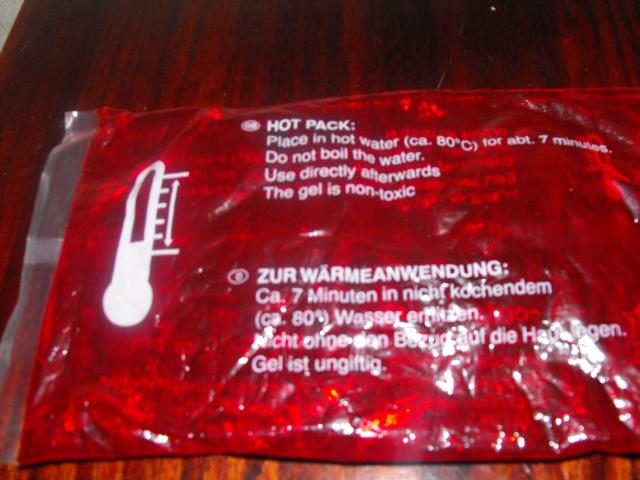 GB HOT PACK:
Place in hot water (ca. 80°C) for abt. 7 minutes.
Do not boil the water.
Use directly afterwards
The gel is non-toxic
D ZUR WÄRMEANWENDUNG:
Ca. 7 Minuten in nicht kochendem
(ca. 80°) Wasser erhitzen.
Nicht ohne den Bezug auf die Haut legen.
Gel ist ungiftig.